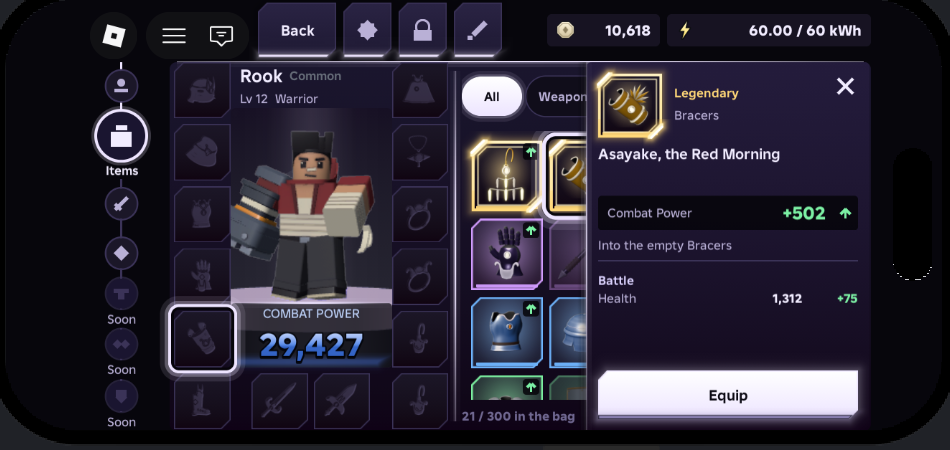 Back
10,618
60.00 / 60 kWh
Items
Soon
Soon
Soon
Rook Common
Lv 12 Warrior
COMBAT POWER
29,427
All
Weapon
21 / 300 in the bag
Legendary
Bracers
Asayake, the Red Morning
Combat Power +502
Into the empty Bracers
Battle
Health 1,312 +75
Equip